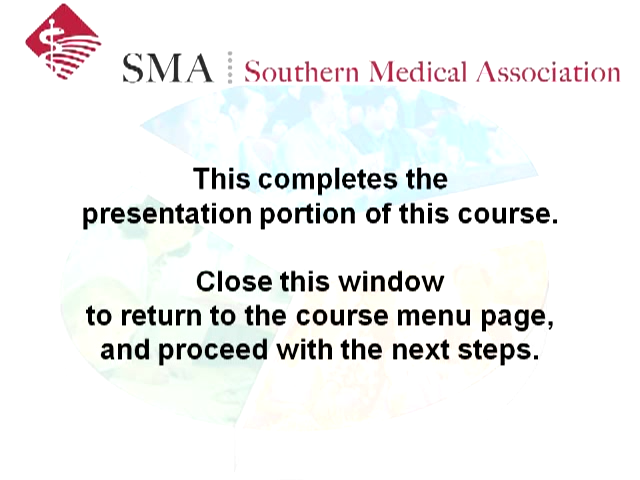 SMA Southern Medical Association
This completes the
presentation portion of this course.
Close this window
to return to the course menu page,
and proceed with the next steps.